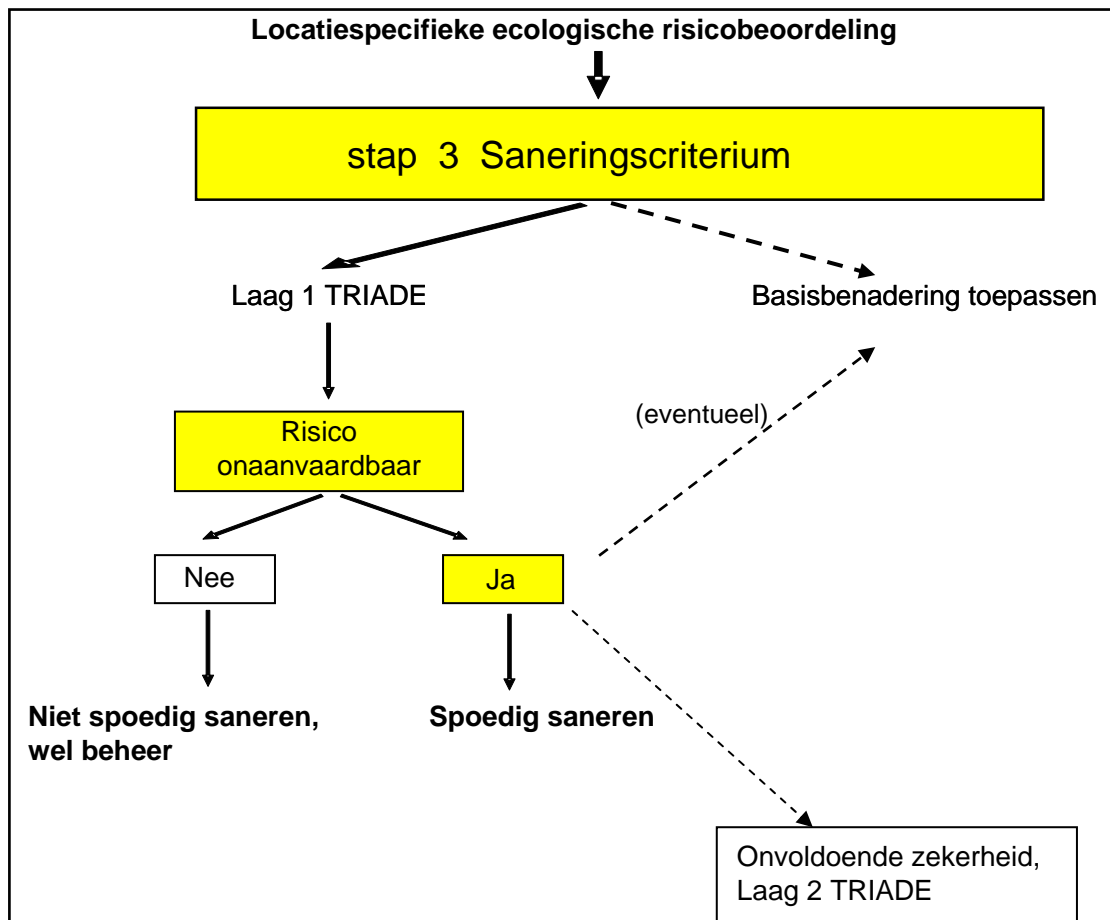 Locatiespecifieke ecologische risicobeoordeling
stap 3 Saneringscriterium
Laag 1 TRIADE
Basisbenadering toepassen
(eventueel)
Risico
onaanvaardbaar
Nee
Ja
Niet spoedig saneren,
wel beheer
Spoedig saneren
Onvoldoende zekerheid,
Laag 2 TRIADE